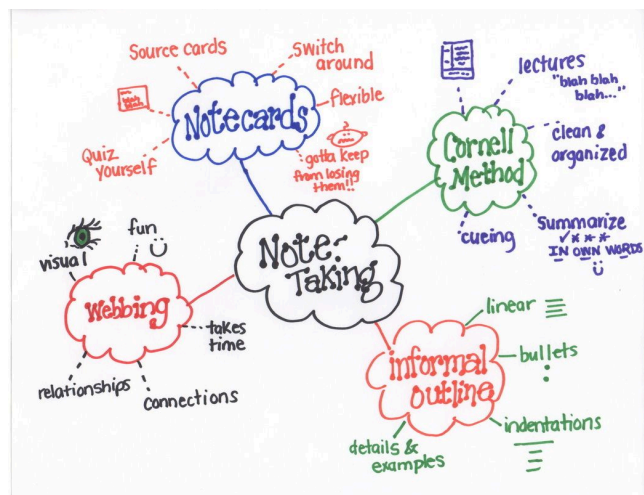 Note-
Taking
Notecards
Source cards
switch
around
flexible
gotta keep
from losing
them!!
Quiz
yourself
Cornell
Method
lectures
"blah blah
blah..."
clean &
organized
Summarize
IN OWN WORDS
cueing
webbing
visual
fun
takes
time
connections
relationships
informal
outline
linear
bullets
indentations
details &
examples